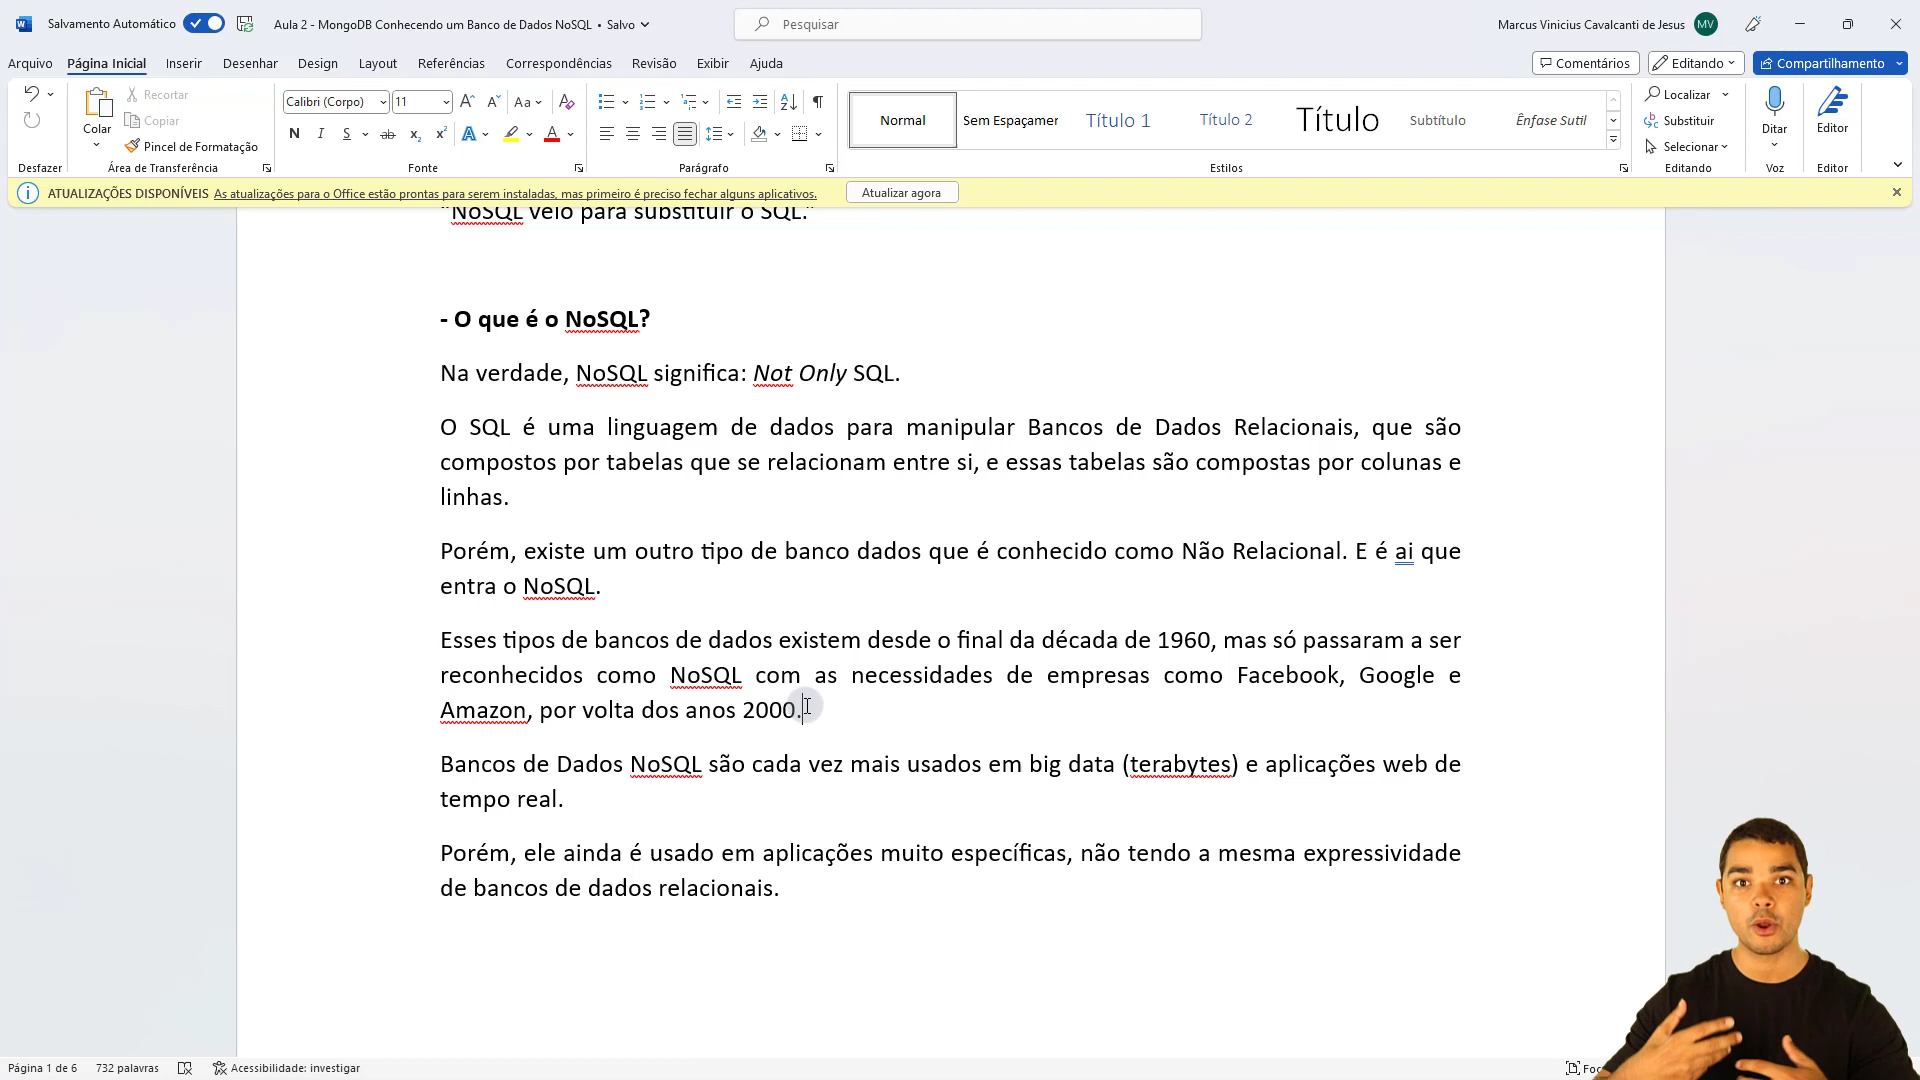 Salvamento Automático
Aula 2 - MongoDB Conhecendo um Banco de Dados NoSQL • Salvo
Pesquisar
Marcus Vinicius Cavalcanti de Jesus
MV
Arquivo Página Inicial Inserir Desenhar Design Layout Referências Correspondências Revisão Exibir Ajuda
Comentários Editando Compartilhamento
Colar
Recortar
Copiar
Pincel de Formatação
Calibri (Corpo) 11
Aa
N I S ab x₂ x² A A
Normal
Sem Espaçamer
Título 1
Título 2
Título
Subtítulo
Ênfase Sutil
Localizar
Substituir
Selecionar
Ditar
Editor
Desfazer Área de Transferência Fonte Parágrafo Estilos Editando Voz Editor
ATUALIZAÇÕES DISPONÍVEIS As atualizações para o Office estão prontas para serem instaladas, mas primeiro é preciso fechar alguns aplicativos. Atualizar agora
"NoSQL veio para substituir o SQL."
- O que é o NoSQL?
Na verdade, NoSQL significa: Not Only SQL.
O SQL é uma linguagem de dados para manipular Bancos de Dados Relacionais, que são
compostos por tabelas que se relacionam entre si, e essas tabelas são compostas por colunas e
linhas.
Porém, existe um outro tipo de banco dados que é conhecido como Não Relacional. E é ai que
entra o NoSQL.
Esses tipos de bancos de dados existem desde o final da década de 1960, mas só passaram a ser
reconhecidos como NoSQL com as necessidades de empresas como Facebook, Google e
Amazon, por volta dos anos 2000.
Bancos de Dados NoSQL são cada vez mais usados em big data (terabytes) e aplicações web de
tempo real.
Porém, ele ainda é usado em aplicações muito específicas, não tendo a mesma expressividade
de bancos de dados relacionais.
Página 1 de 6 732 palavras Acessibilidade: investigar